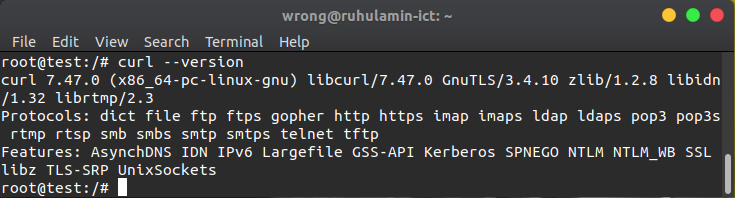 wrong@ruhulamin-ict: ~
File Edit View Search Terminal Help
root@test:/# curl --version
curl 7.47.0 (x86_64-pc-linux-gnu) libcurl/7.47.0 GnuTLS/3.4.10 zlib/1.2.8 libidn
/1.32 librtmp/2.3
Protocols: dict file ftp ftps gopher http https imap imaps ldap ldaps pop3 pop3s
 rtmp rtsp smb smbs smtp smtps telnet tftp
Features: AsynchDNS IDN IPv6 Largefile GSS-API Kerberos SPNEGO NTLM NTLM_WB SSL
libz TLS-SRP UnixSockets
root@test:/#